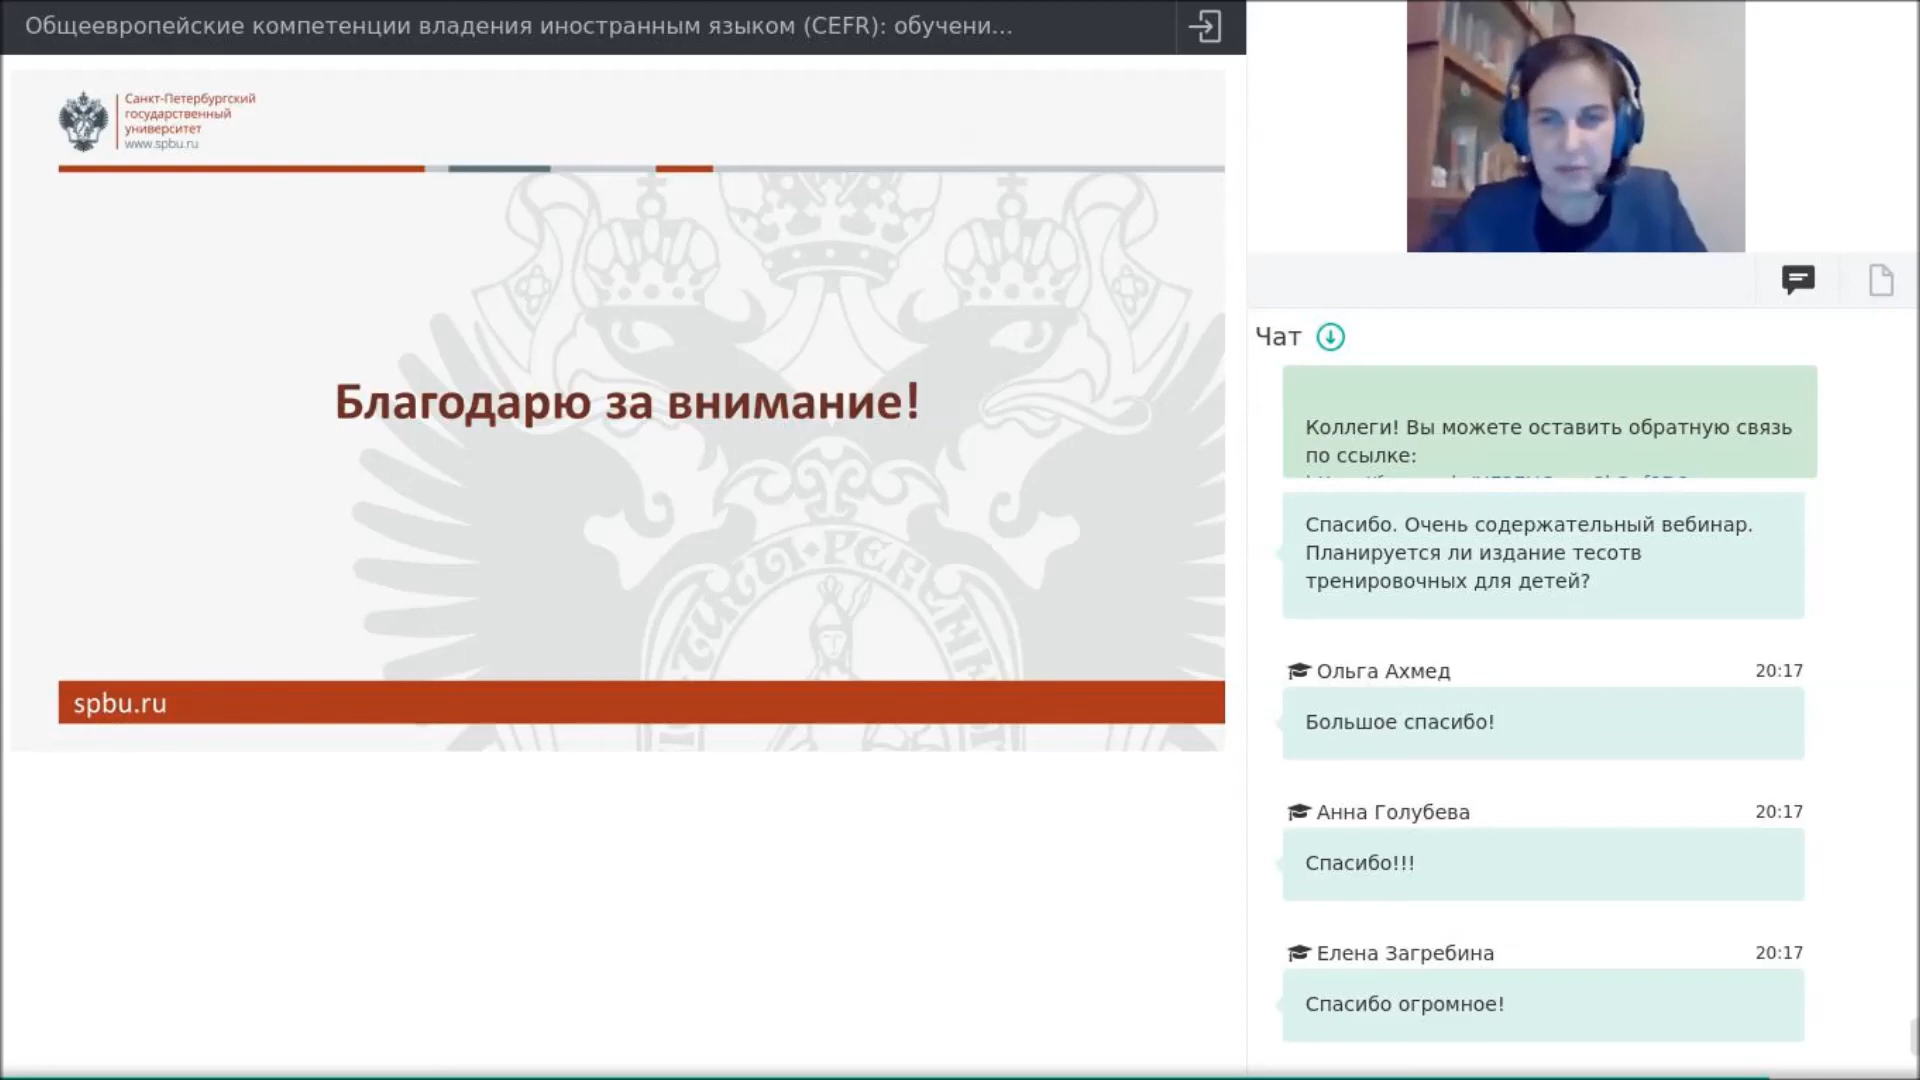 Общеевропейские компетенции владения иностранным языком (CEFR): обучени...
Санкт-Петербургский
государственный
университет
www.spbu.ru
Благодарю за внимание!
spbu.ru
Чат
Коллеги! Вы можете оставить обратную связь
по ссылке:
Спасибо. Очень содержательный вебинар.
Планируется ли издание тесотв
тренировочных для детей?
Ольга Ахмед 20:17
Большое спасибо!
Анна Голубева 20:17
Спасибо!!!
Елена Загребина 20:17
Спасибо огромное!